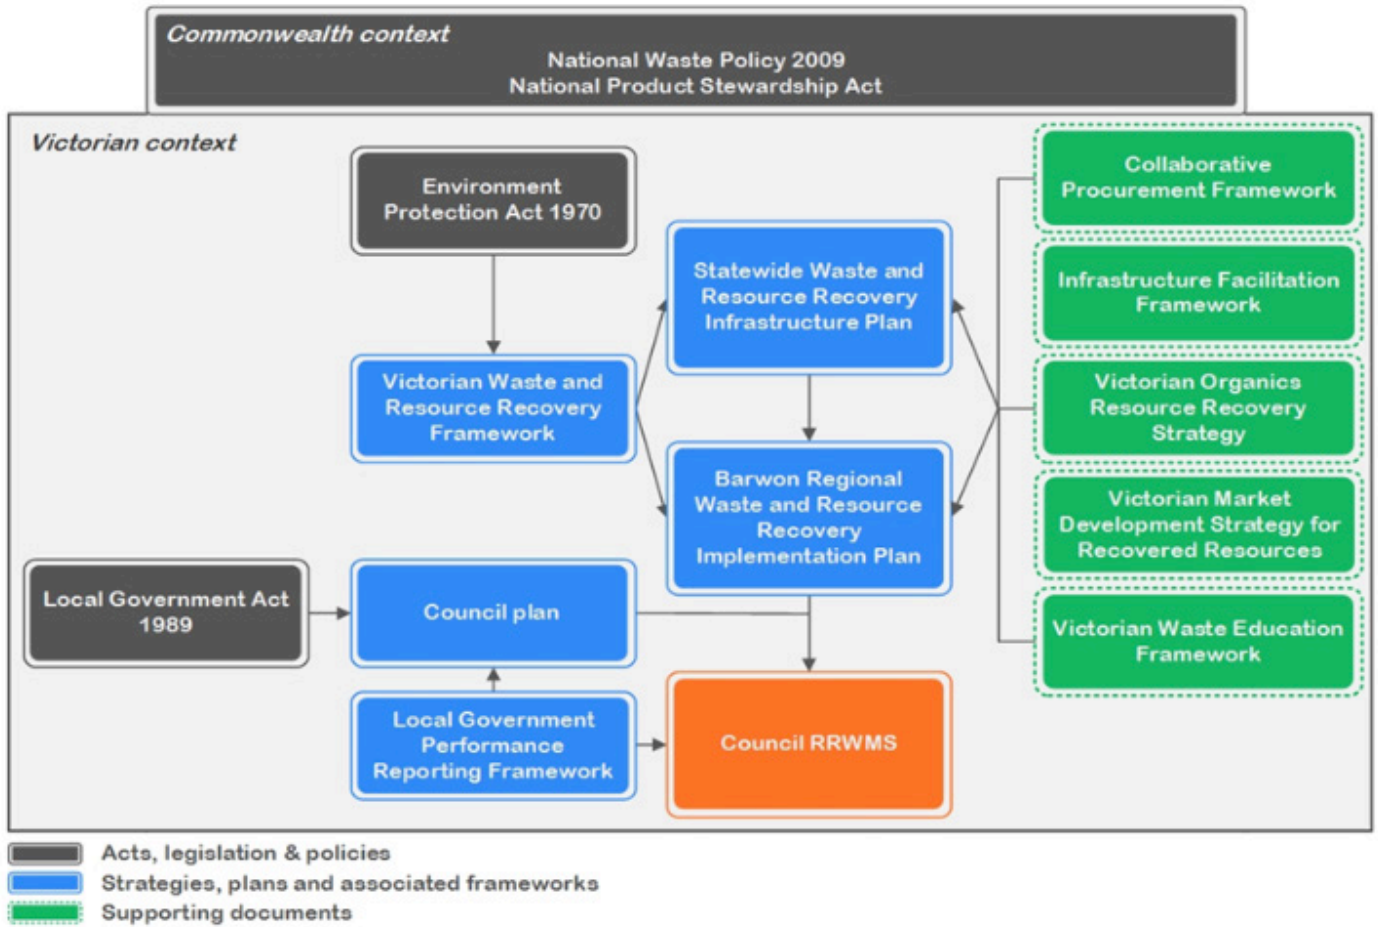 Commonwealth context
National Waste Policy 2009
National Product Stewardship Act
Victorian context
Environment
Protection Act 1970
Statewide Waste and
Resource Recovery
Infrastructure Plan
Victorian Waste and
Resource Recovery
Framework
Barwon Regional
Waste and Resource
Recovery
Implementation Plan
Local Government Act
1989
Council plan
Local Government
Performance
Reporting Framework
Council RRWMS
Collaborative
Procurement Framework
Infrastructure Facilitation
Framework
Victorian Organics
Resource Recovery
Strategy
Victorian Market
Development Strategy for
Recovered Resources
Victorian Waste Education
Framework
Acts, legislation & policies
Strategies, plans and associated frameworks
Supporting documents